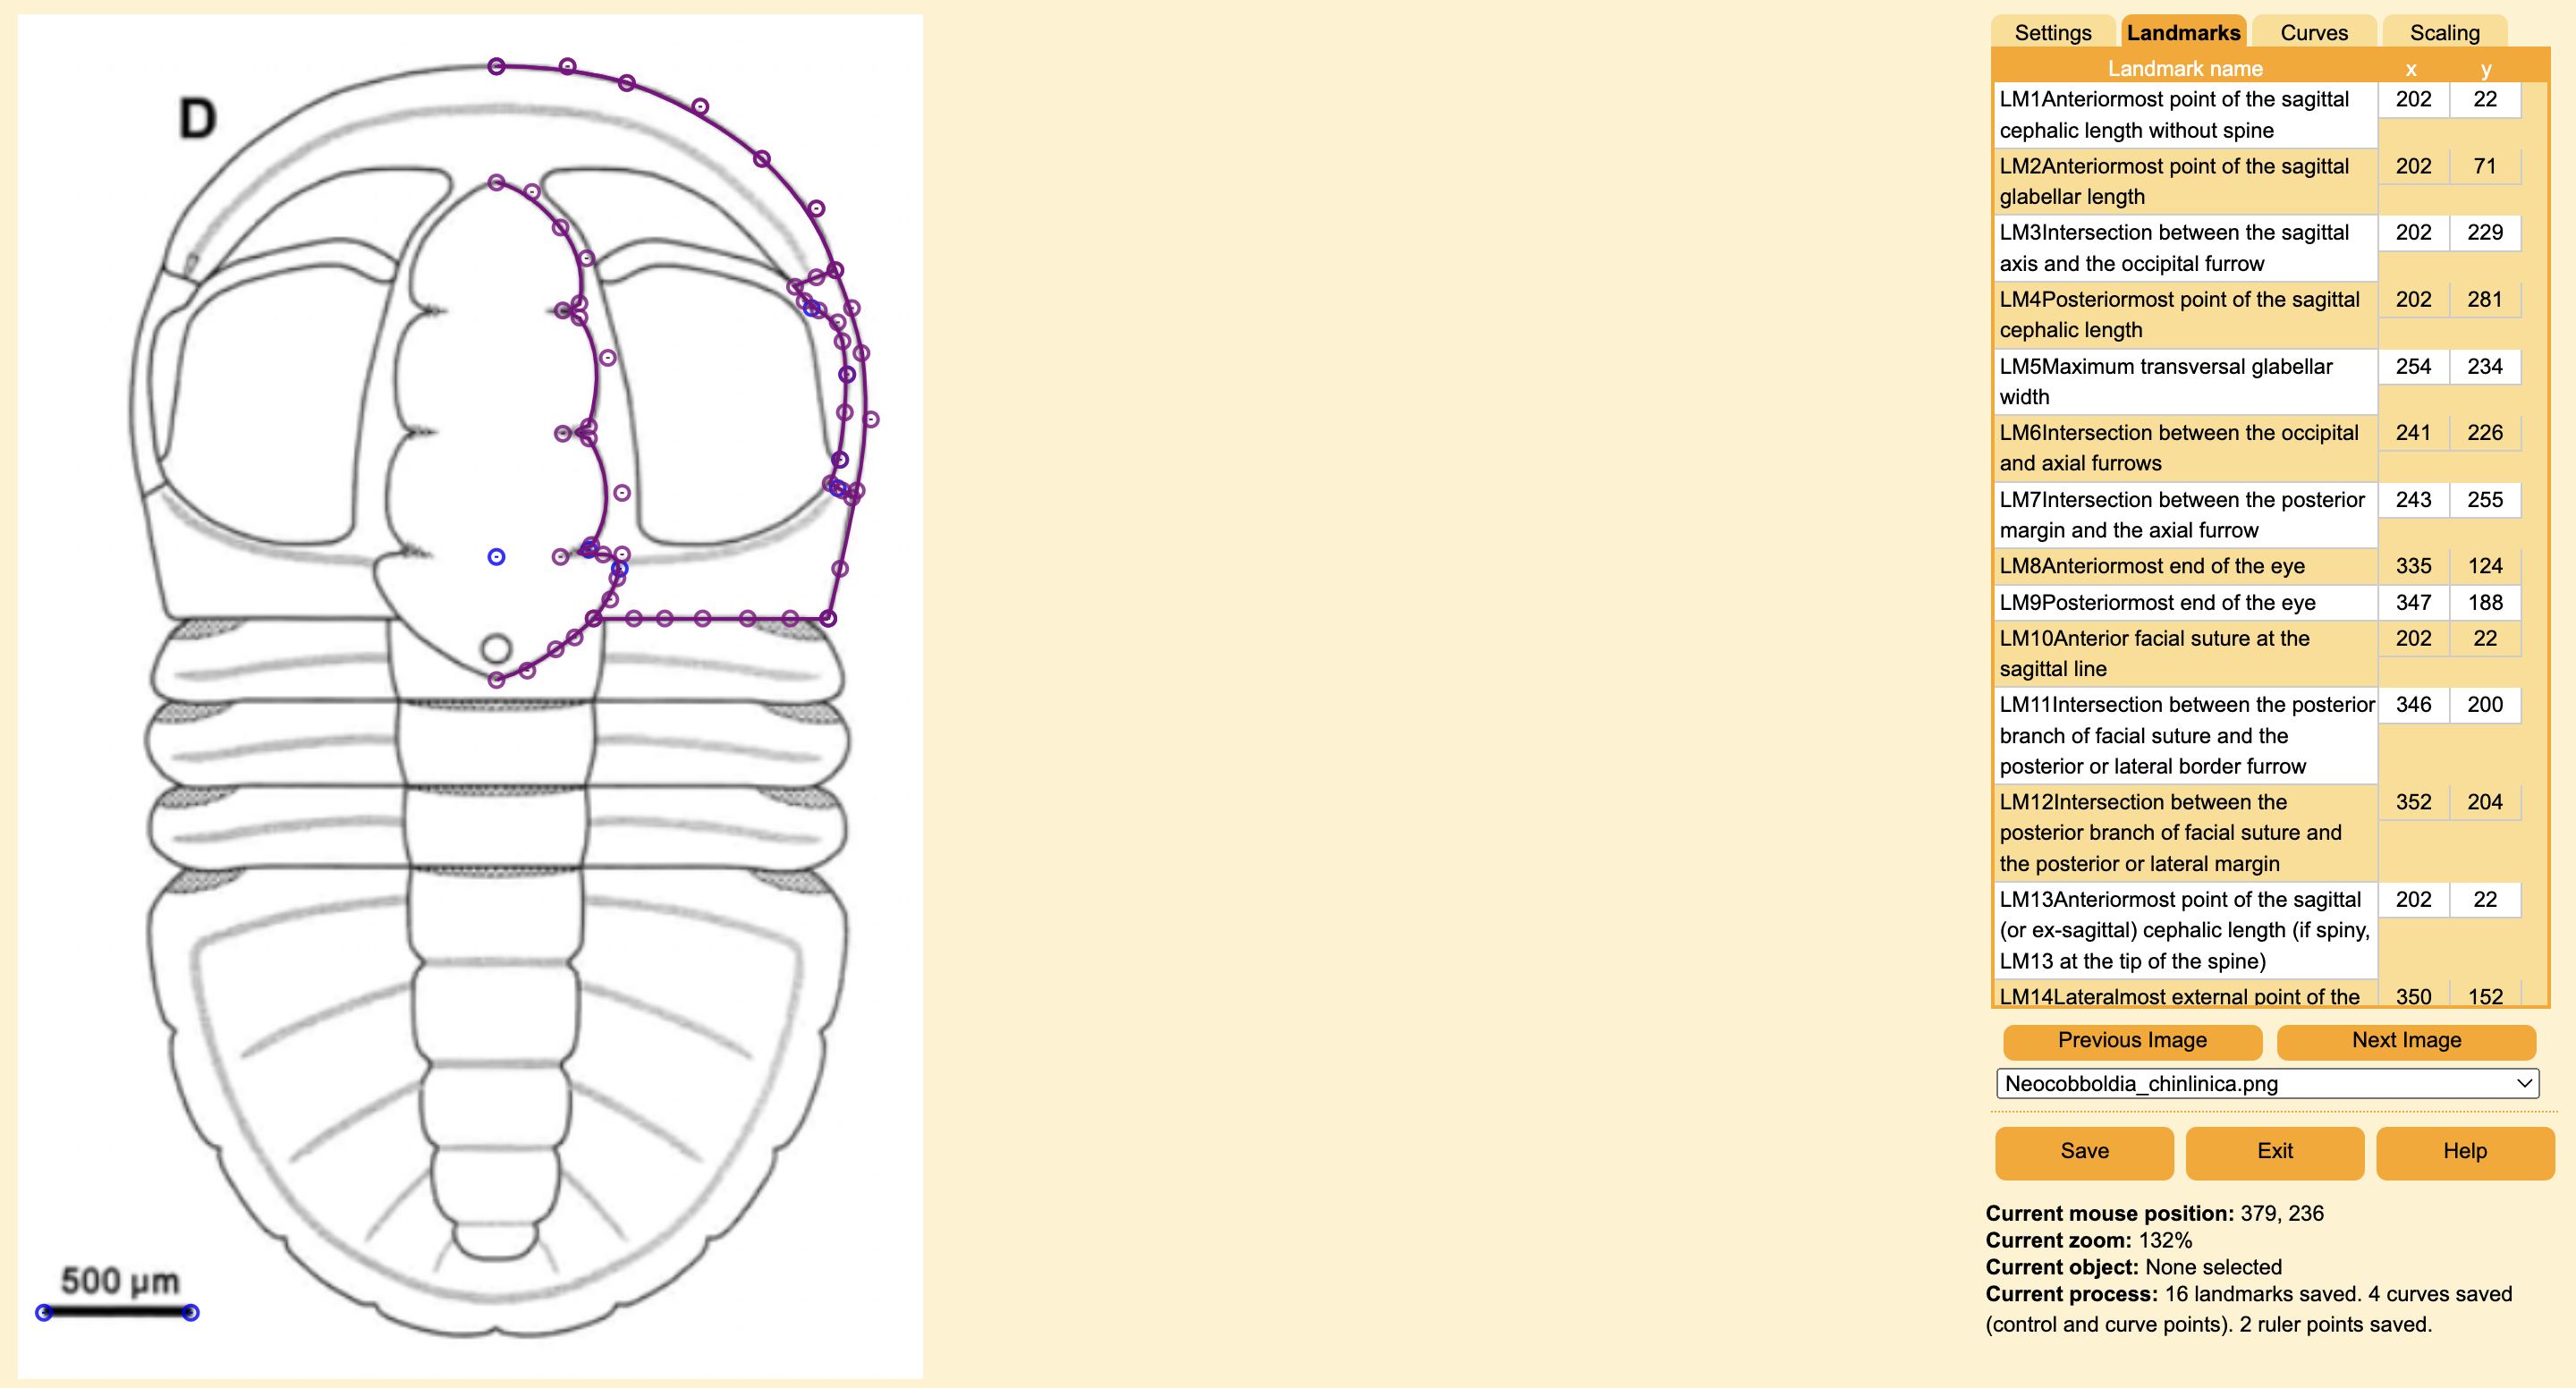 D
500 µm
Settings Landmarks Curves Scaling
Landmark name x y
LM1Anteriormost point of the sagittal 202 22
cephalic length without spine
LM2Anteriormost point of the sagittal 202 71
glabellar length
LM3Intersection between the sagittal 202 229
axis and the occipital furrow
LM4Posteriormost point of the sagittal 202 281
cephalic length
LM5Maximum transversal glabellar 254 234
width
LM6Intersection between the occipital 241 226
and axial furrows
LM7Intersection between the posterior 243 255
margin and the axial furrow
LM8Anteriormost end of the eye 335 124
LM9Posteriormost end of the eye 347 188
LM10Anterior facial suture at the 202 22
sagittal line
LM11Intersection between the posterior 346 200
branch of facial suture and the
posterior or lateral border furrow
LM12Intersection between the 352 204
posterior branch of facial suture and
the posterior or lateral margin
LM13Anteriormost point of the sagittal 202 22
(or ex-sagittal) cephalic length (if spiny,
LM13 at the tip of the spine)
LM14Lateralmost external point of the 350 152
Previous Image Next Image
Neocobboldia_chinlinica.png
Save Exit Help
Current mouse position: 379, 236
Current zoom: 132%
Current object: None selected
Current process: 16 landmarks saved. 4 curves saved
(control and curve points). 2 ruler points saved.